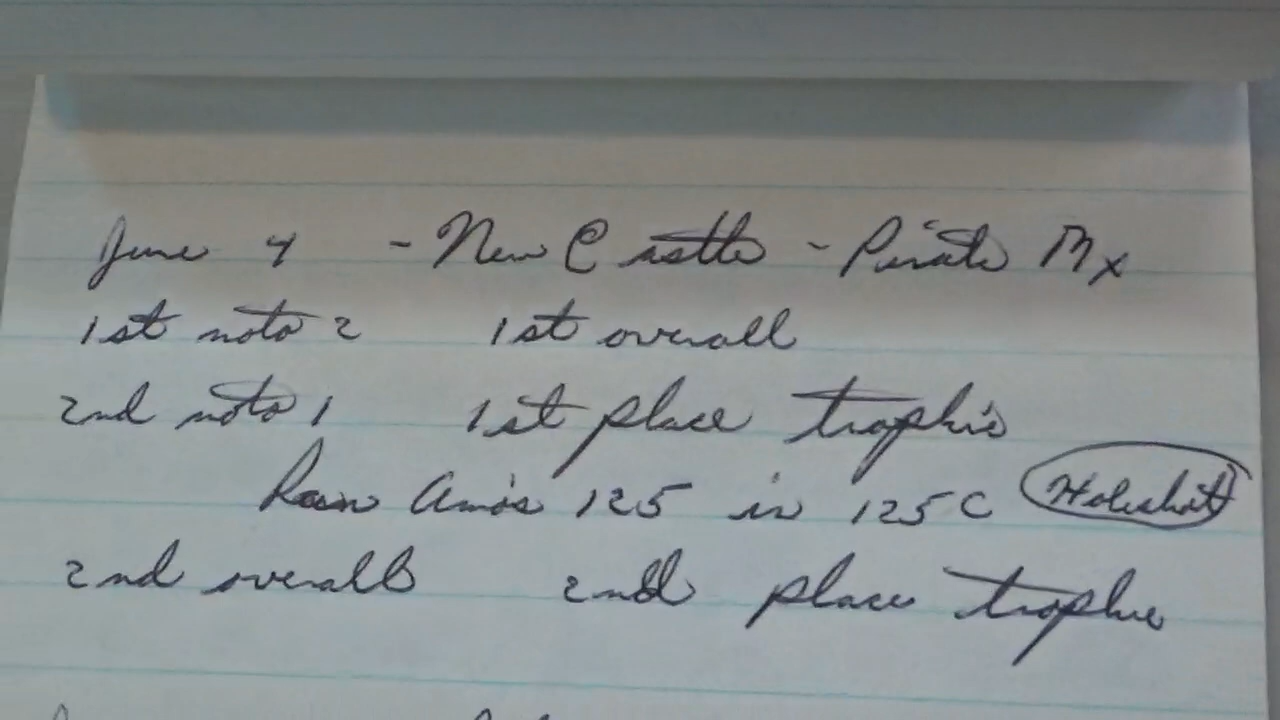 June 4 - New Castle - Pirate Mx
1st moto 2 1st overall
2nd moto 1 1st place trophie
Ran Amo's 125 in 125 C Holeshot
2nd overall 2nd place trophie